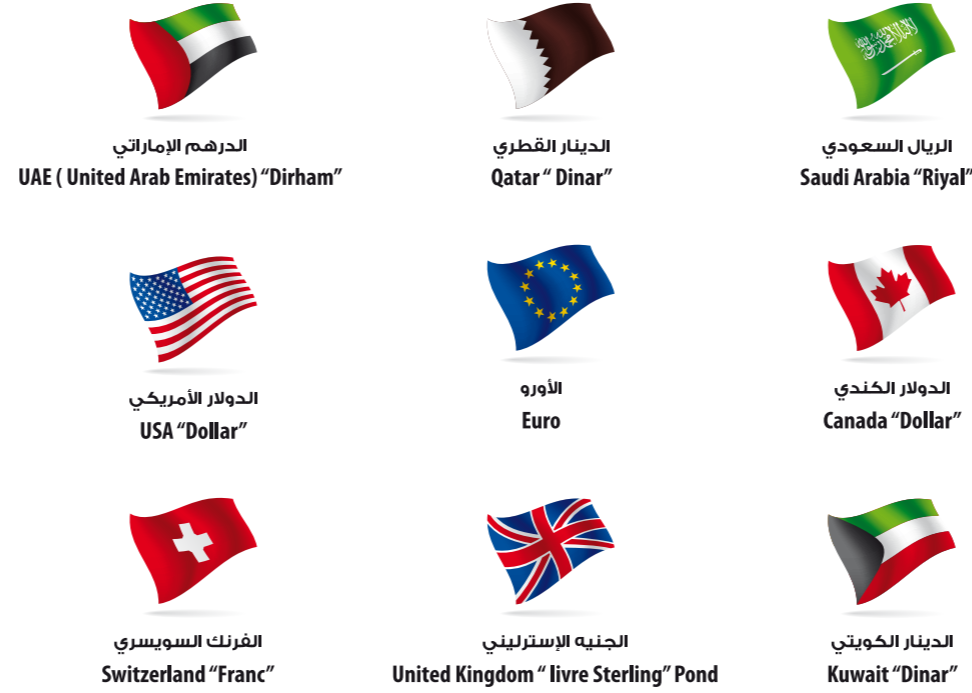 الدرهم الإماراتي
UAE ( United Arab Emirates) “Dirham”
الدينار القطري
Qatar “ Dinar”
الريال السعودي
Saudi Arabia “Riyal”
الدولار الأمريكي
USA “Dollar”
الأورو
Euro
الدولار الكندي
Canada “Dollar”
الفرنك السويسري
Switzerland “Franc”
الجنيه الإسترليني
United Kingdom “ livre Sterling” Pond
الدينار الكويتي
Kuwait “Dinar”